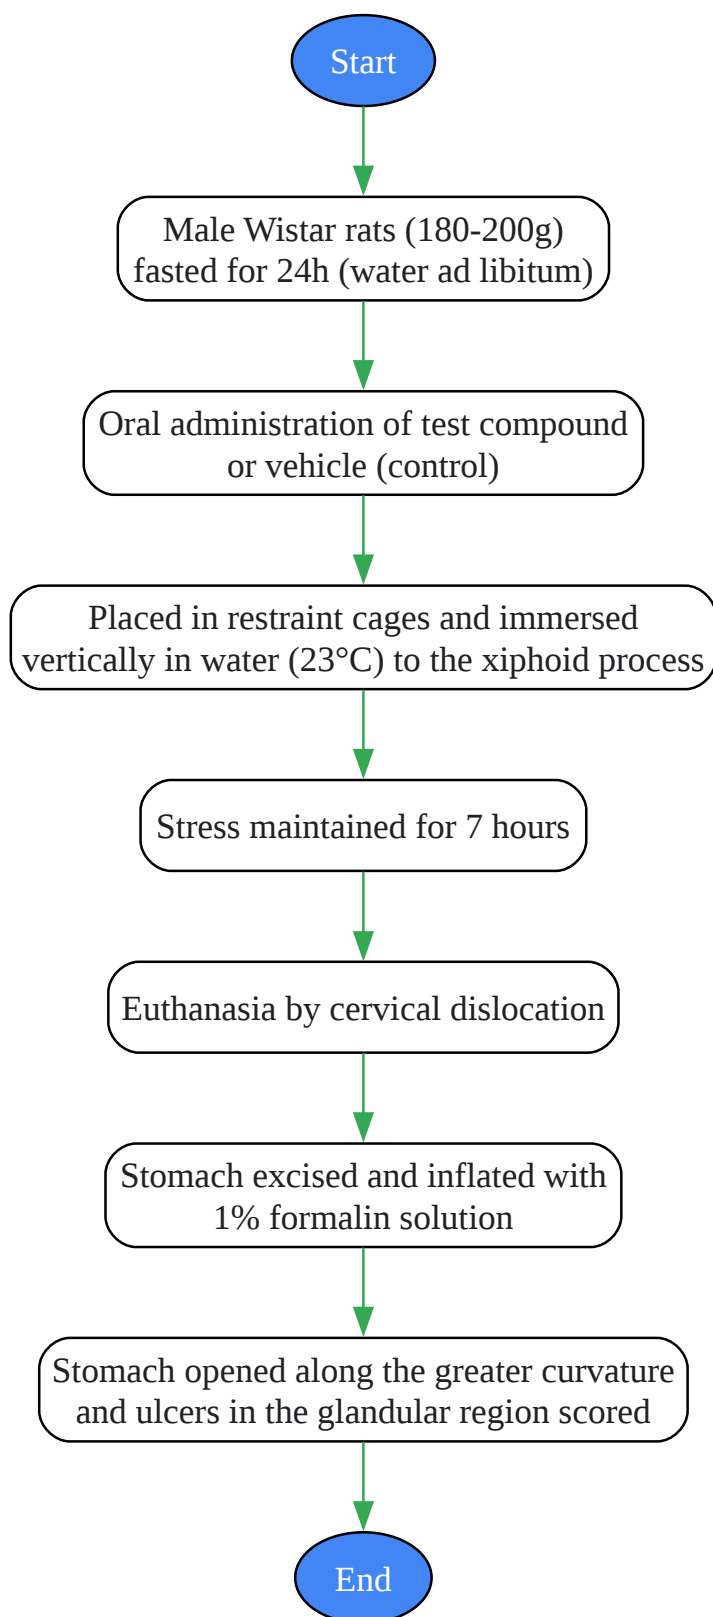 Start
Male Wistar rats (180-200g)
fasted for 24h (water ad libitum)
Oral administration of test compound
or vehicle (control)
Placed in restraint cages and immersed
vertically in water (23°C) to the xiphoid process
Stress maintained for 7 hours
Euthanasia by cervical dislocation
Stomach excised and inflated with
1% formalin solution
Stomach opened along the greater curvature
and ulcers in the glandular region scored
End